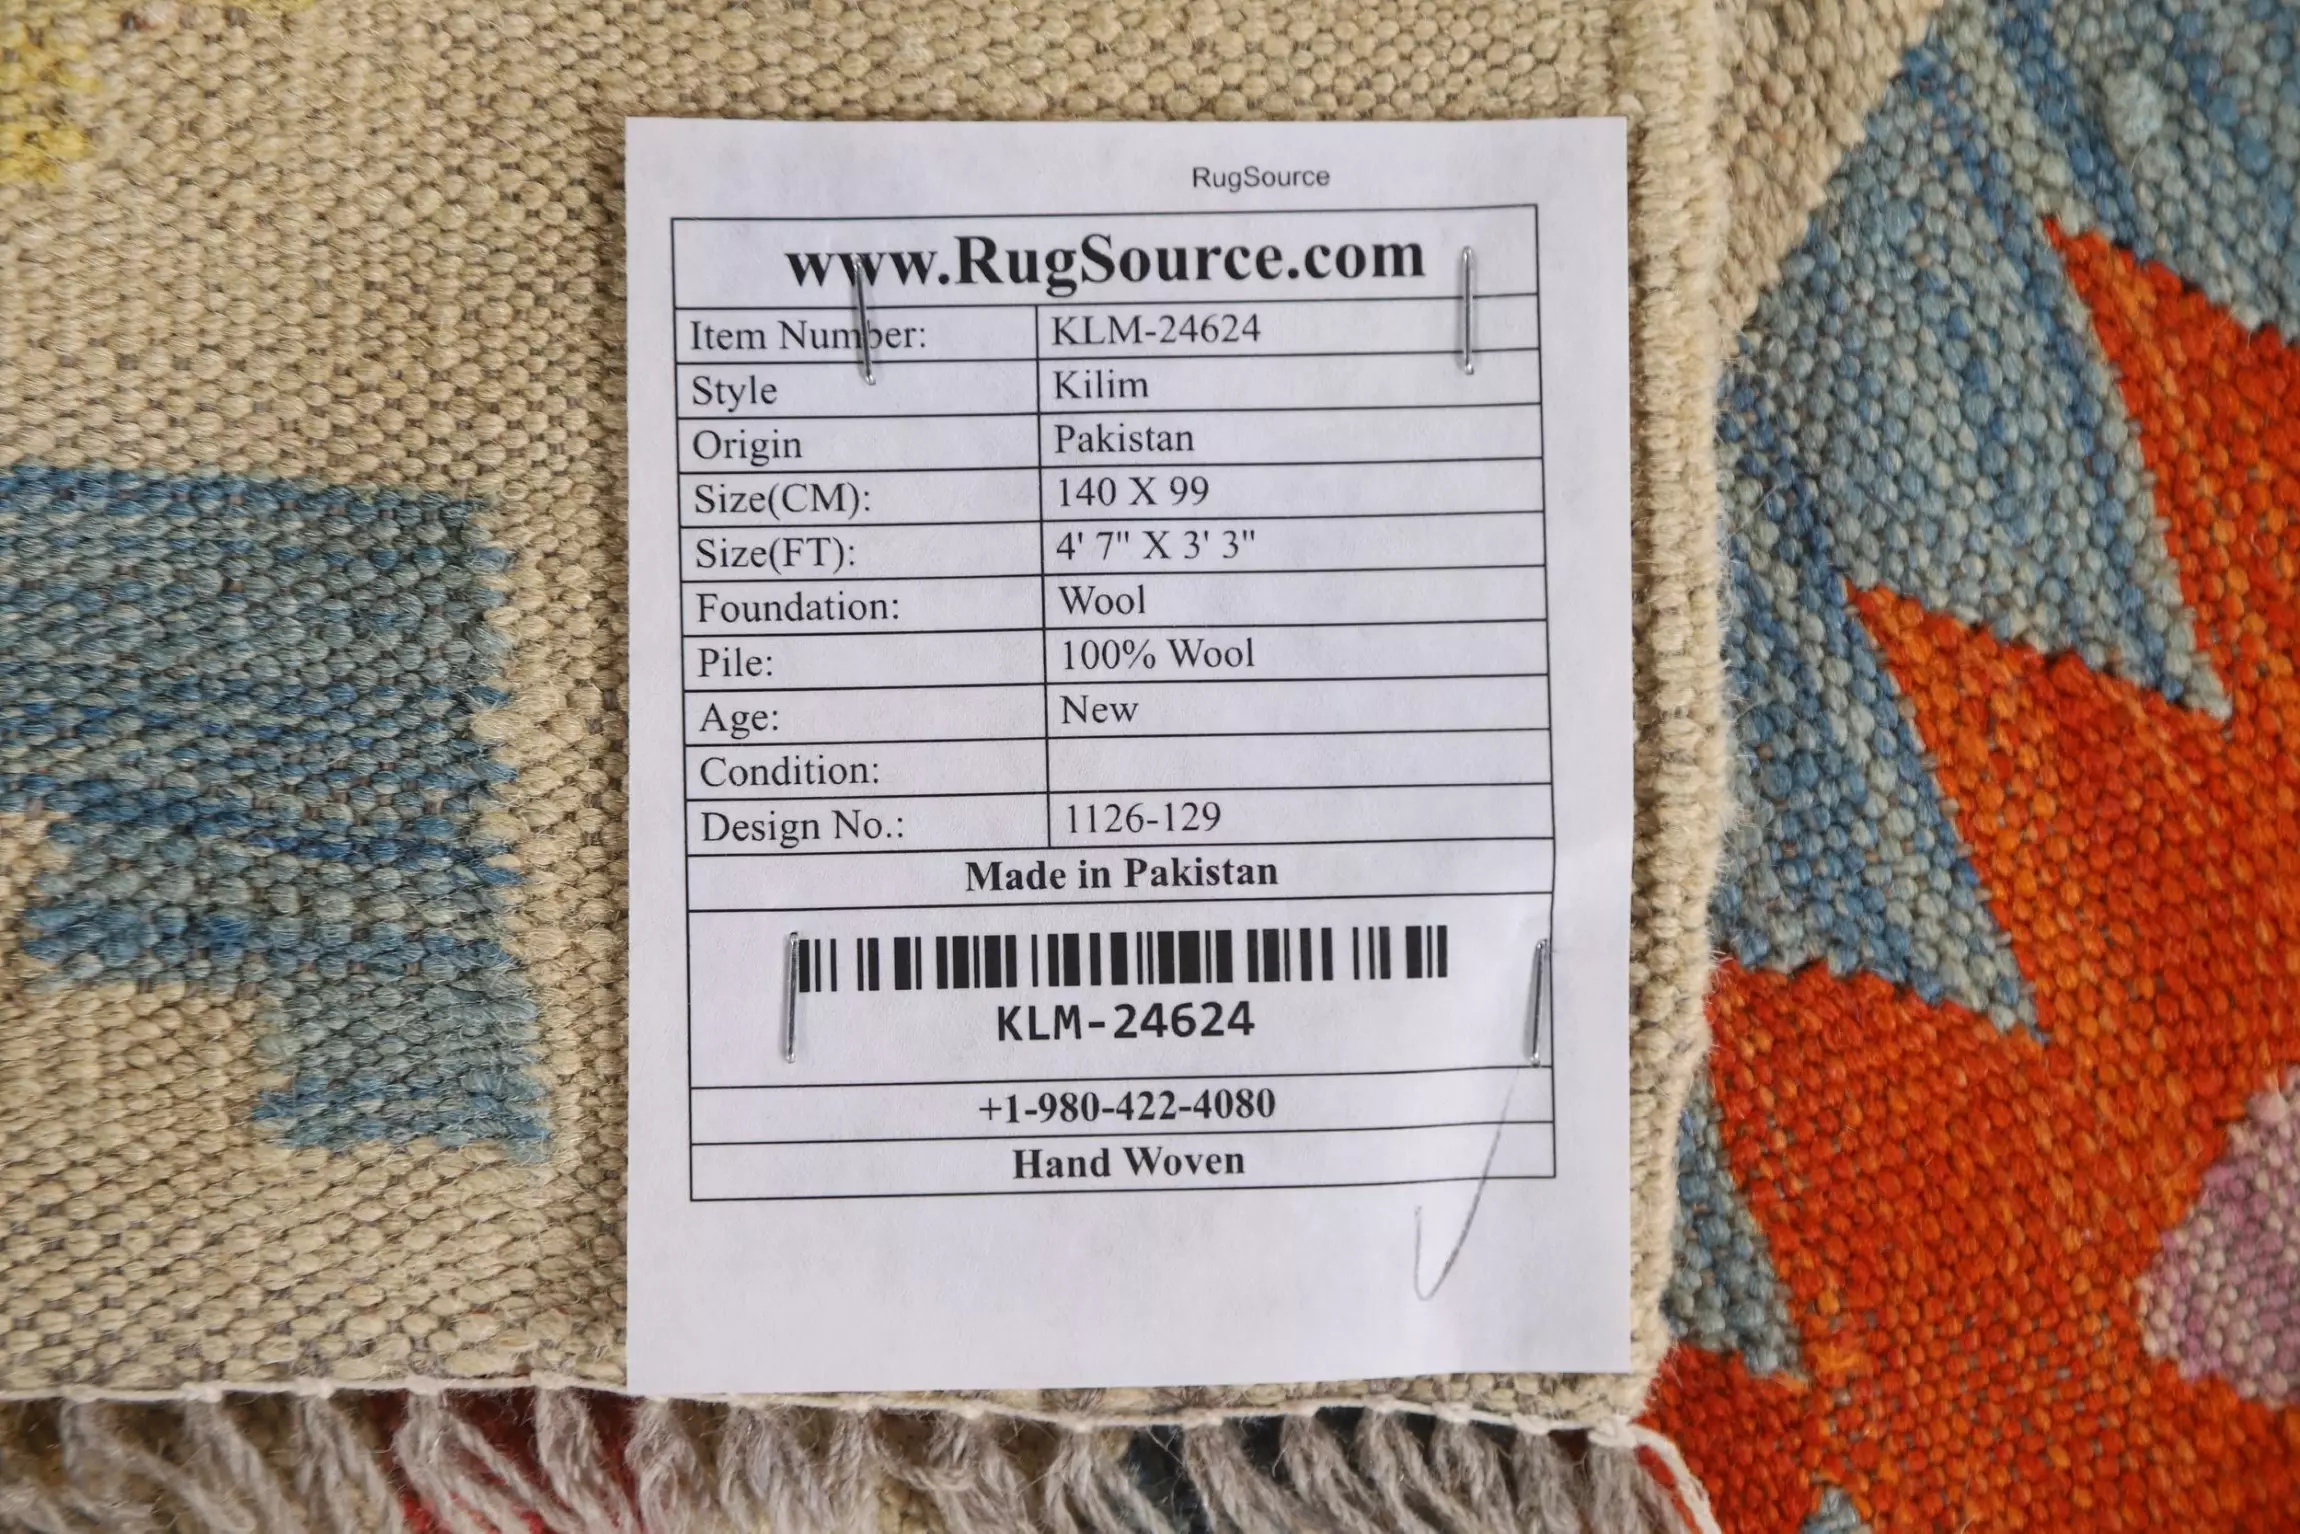 RugSource
www.RugSource.com
Item Number: KLM-24624
Style Kilim
Origin Pakistan
Size(CM): 140 X 99
Size(FT): 4' 7" X 3' 3"
Foundation: Wool
Pile: 100% Wool
Age: New
Condition:
Design No.: 1126-129
Made in Pakistan
KLM-24624
+1-980-422-4080
Hand Woven